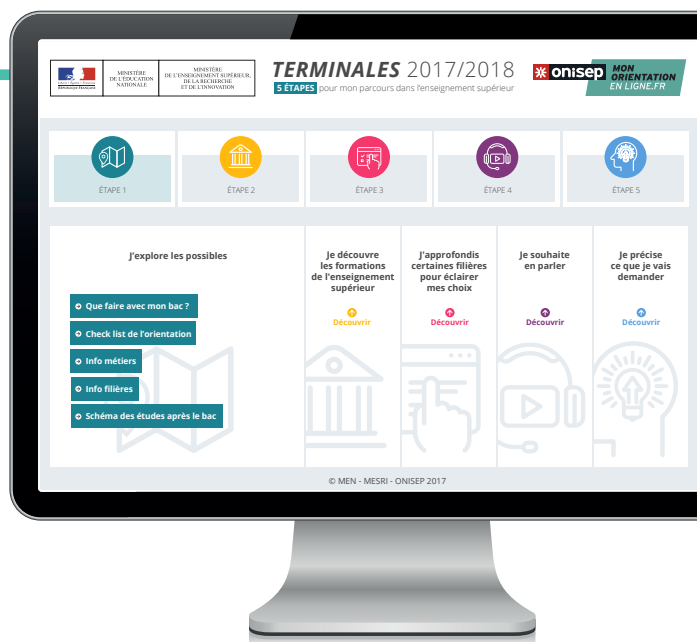 RÉPUBLIQUE FRANÇAISE
MINISTÈRE
DE L'ÉDUCATION
NATIONALE
MINISTÈRE
DE L'ENSEIGNEMENT SUPÉRIEUR,
DE LA RECHERCHE
ET DE L'INNOVATION
TERMINALES 2017/2018
5 ÉTAPES pour mon parcours dans l'enseignement supérieur
onisep
MON
ORIENTATION
EN LIGNE.FR
ÉTAPE 1
ÉTAPE 2
ÉTAPE 3
ÉTAPE 4
ÉTAPE 5
J'explore les possibles
Que faire avec mon bac ?
Check list de l'orientation
Info métiers
Info filières
Schéma des études après le bac
Je découvre
les formations
de l'enseignement
supérieur
Découvrir
J'approfondis
certaines filières
pour éclairer
mes choix
Découvrir
Je souhaite
en parler
Découvrir
Je précise
ce que je vais
demander
Découvrir
© MEN - MESRI - ONISEP 2017